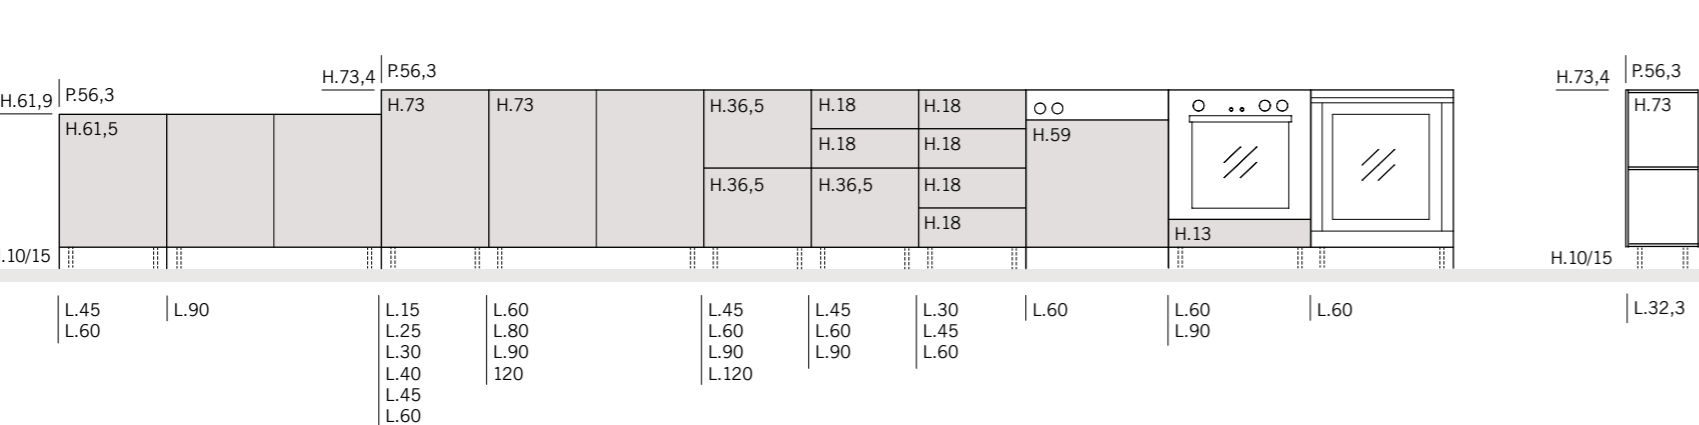 H.61,9
P.56,3
H.73,4
P.56,3
H.73,4
P.56,3
H.61,5
H.73
H.73
H.36,5
H.18
H.18
H.59
H.73
H.18
H.18
H.36,5
H.36,5
H.18
H.18
H.13
.10/15
H.10/15
L.45
L.60
L.90
L.15
L.25
L.30
L.40
L.45
L.60
L.60
L.80
L.90
120
L.45
L.60
L.90
L.120
L.45
L.60
L.90
L.30
L.45
L.60
L.60
L.60
L.90
L.60
L.32,3